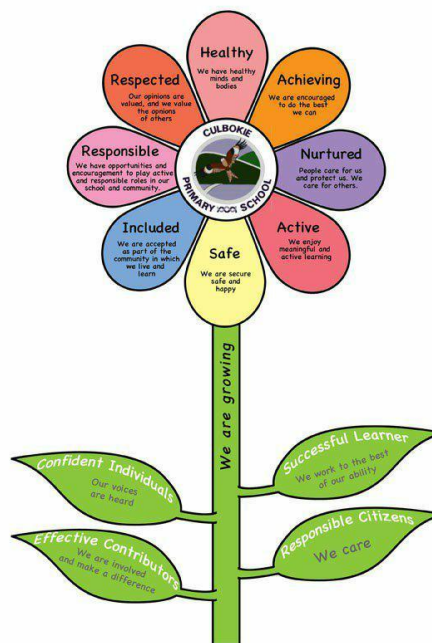 Healthy
We have healthy
minds and
bodies
Achieving
We are encouraged
to do the best
we can
Nurtured
People care for us
and protect us. We
care for others.
Active
We enjoy
meaningful and
active learning
Safe
We are secure
safe and
happy
Included
We are accepted
as part of the
community in which
we live and
learn
Responsible
We have opportunities and
encouragement to play active
and responsible roles in our
school and community.
Respected
Our opinions are
valued, and we value
the opnions
of others
CULBOKIE
PRIMARY SCHOOL
We are growing
Confident Individuals
Our voices
are heard
Successful Learner
We work to the best
of our ability
Effective Contributors
We are involved
and make a difference
Responsible Citizens
We care